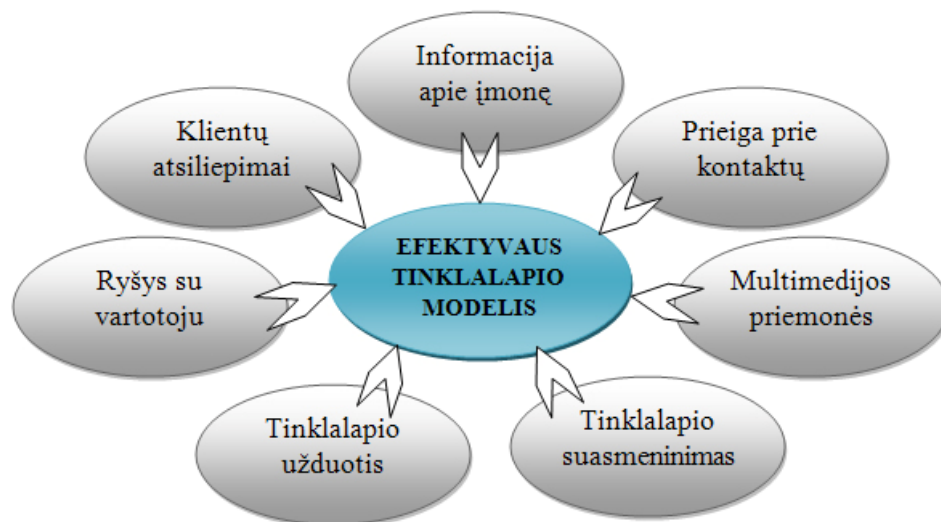 Informacija
apie įmonę
Klientų
atsiliepimai
Prieiga prie
kontaktų
EFEKTYVAUS
TINKLALAPIO
MODELIS
Ryšys su
vartotoju
Multimedijos
priemonės
Tinklalapio
užduotis
Tinklalapio
suasmeninimas